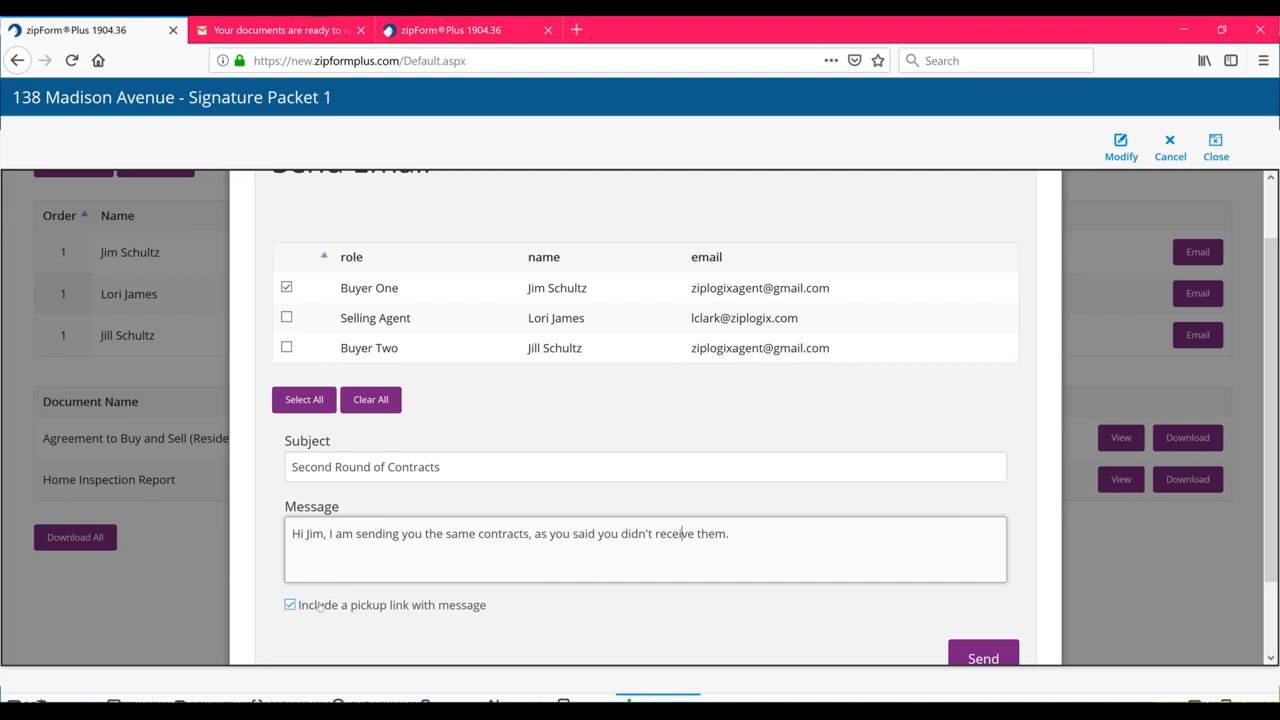 zipForm®Plus 1904.36
Your documents are ready to
zipForm®Plus 1904.36
https://new.zipformplus.com/Default.aspx
Search
138 Madison Avenue - Signature Packet 1
Modify Cancel Close
Send Email
Order Name
1 Jim Schultz Email
1 Lori James Email
1 Jill Schultz Email
role name email
Buyer One Jim Schultz ziplogixagent@gmail.com
Selling Agent Lori James lclark@ziplogix.com
Buyer Two Jill Schultz ziplogixagent@gmail.com
Select All Clear All
Document Name
Agreement to Buy and Sell (Reside View Download
Home Inspection Report View Download
Download All
Subject
Second Round of Contracts
Message
Hi Jim, I am sending you the same contracts, as you said you didn't receive them.
Include a pickup link with message
Send